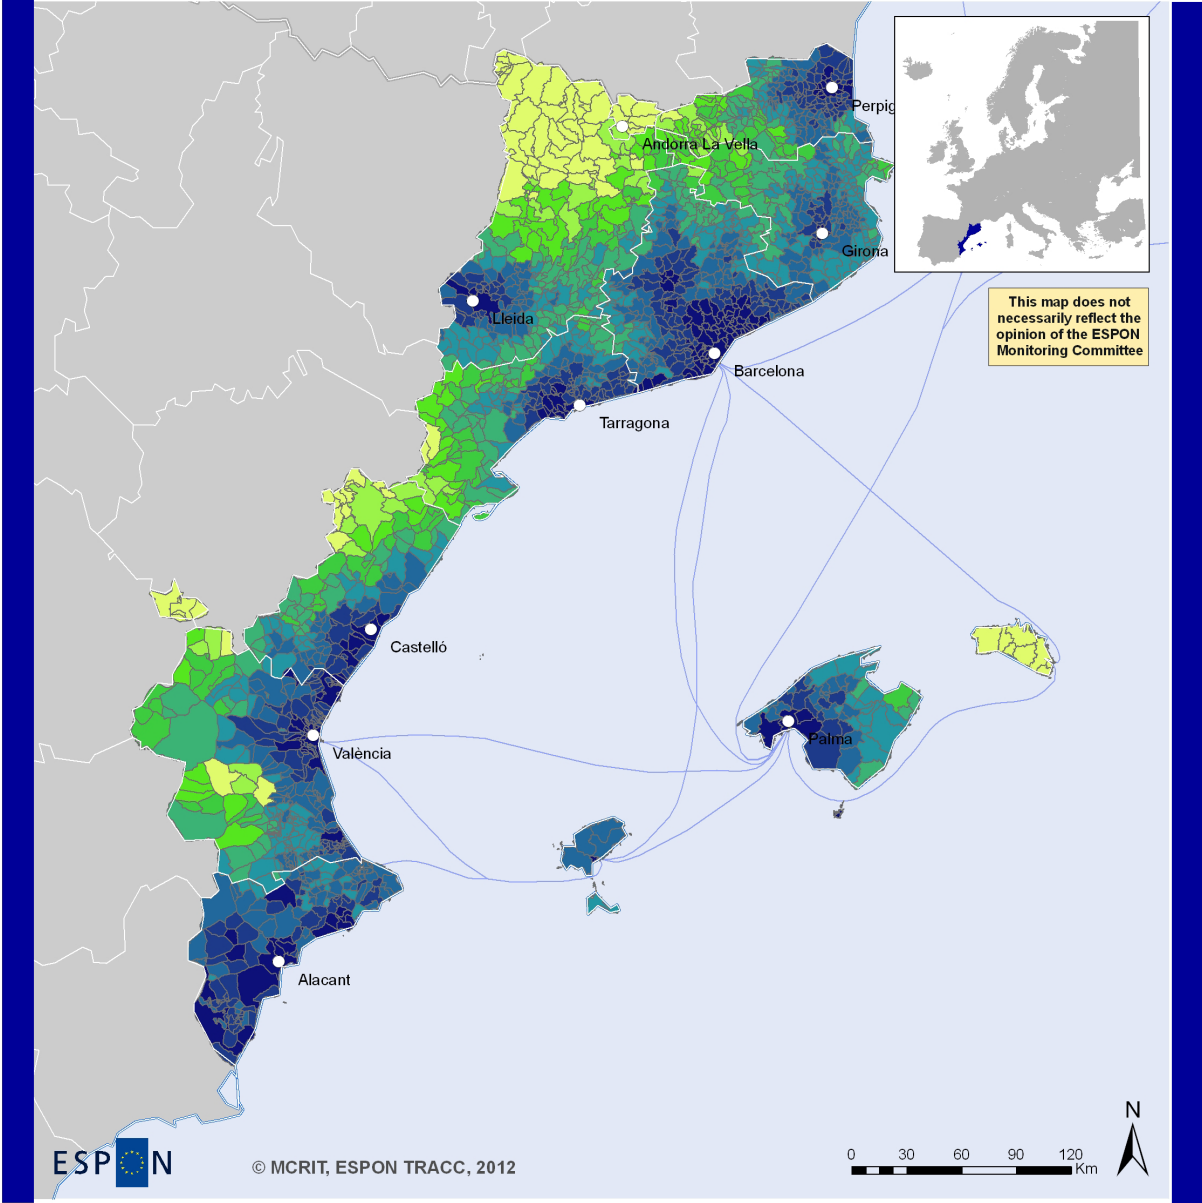 Perpig
Andorra La Vella
Girona
This map does not
necessarily reflect the
opinion of the ESPON
Monitoring Committee
Lleida
Barcelona
Tarragona
Castelló
Palma
València
Alacant
N
ESPON
© MCRIT, ESPON TRACC, 2012
0 30 60 90 120
Km